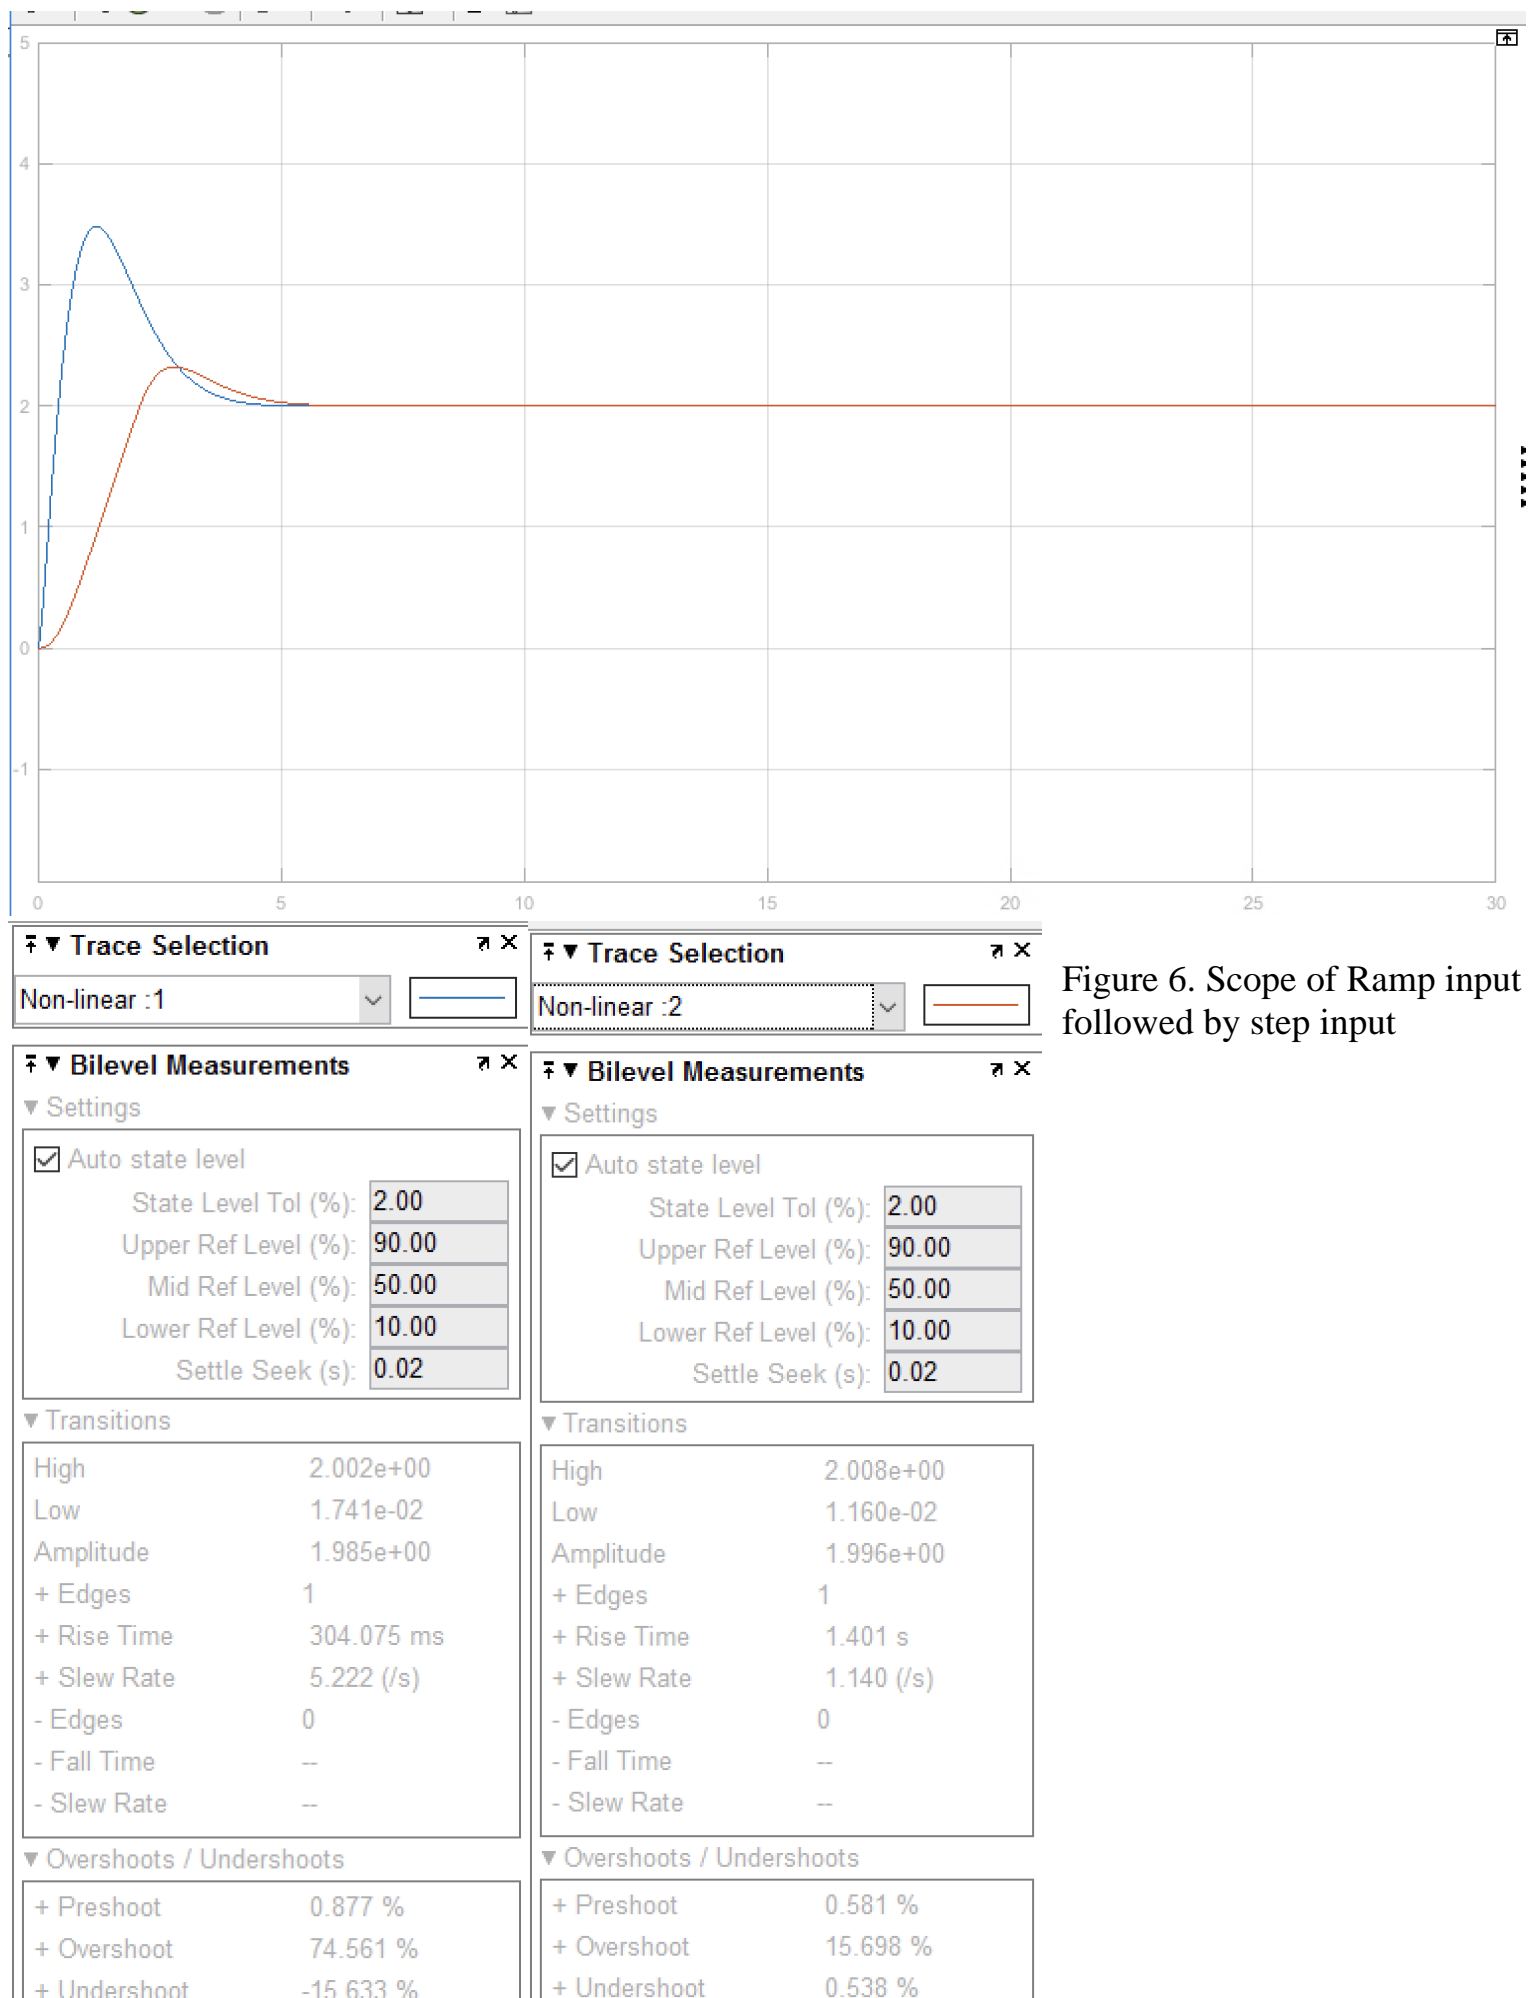 5
4
3
2
1
0
-1
0 5 10 15 20 25 30
Trace Selection
Non-linear :1
Bilevel Measurements
Settings
Auto state level
State Level Tol (%): 2.00
Upper Ref Level (%): 90.00
Mid Ref Level (%): 50.00
Lower Ref Level (%): 10.00
Settle Seek (s): 0.02
Transitions
High 2.002e+00
Low 1.741e-02
Amplitude 1.985e+00
+ Edges 1
+ Rise Time 304.075 ms
+ Slew Rate 5.222 (/s)
- Edges 0
- Fall Time --
- Slew Rate --
Overshoots / Undershoots
+ Preshoot 0.877 %
+ Overshoot 74.561 %
+ Undershoot -15.633 %
Trace Selection
Non-linear :2
Bilevel Measurements
Settings
Auto state level
State Level Tol (%): 2.00
Upper Ref Level (%): 90.00
Mid Ref Level (%): 50.00
Lower Ref Level (%): 10.00
Settle Seek (s): 0.02
Transitions
High 2.008e+00
Low 1.160e-02
Amplitude 1.996e+00
+ Edges 1
+ Rise Time 1.401 s
+ Slew Rate 1.140 (/s)
- Edges 0
- Fall Time --
- Slew Rate --
Overshoots / Undershoots
+ Preshoot 0.581 %
+ Overshoot 15.698 %
+ Undershoot 0.538 %
Figure 6. Scope of Ramp input
followed by step input